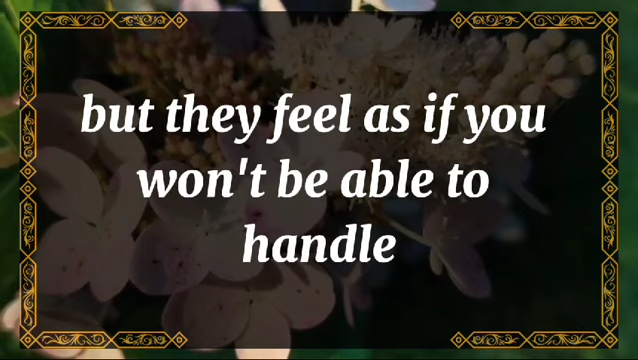 but they feel as if you
won't be able to
handle